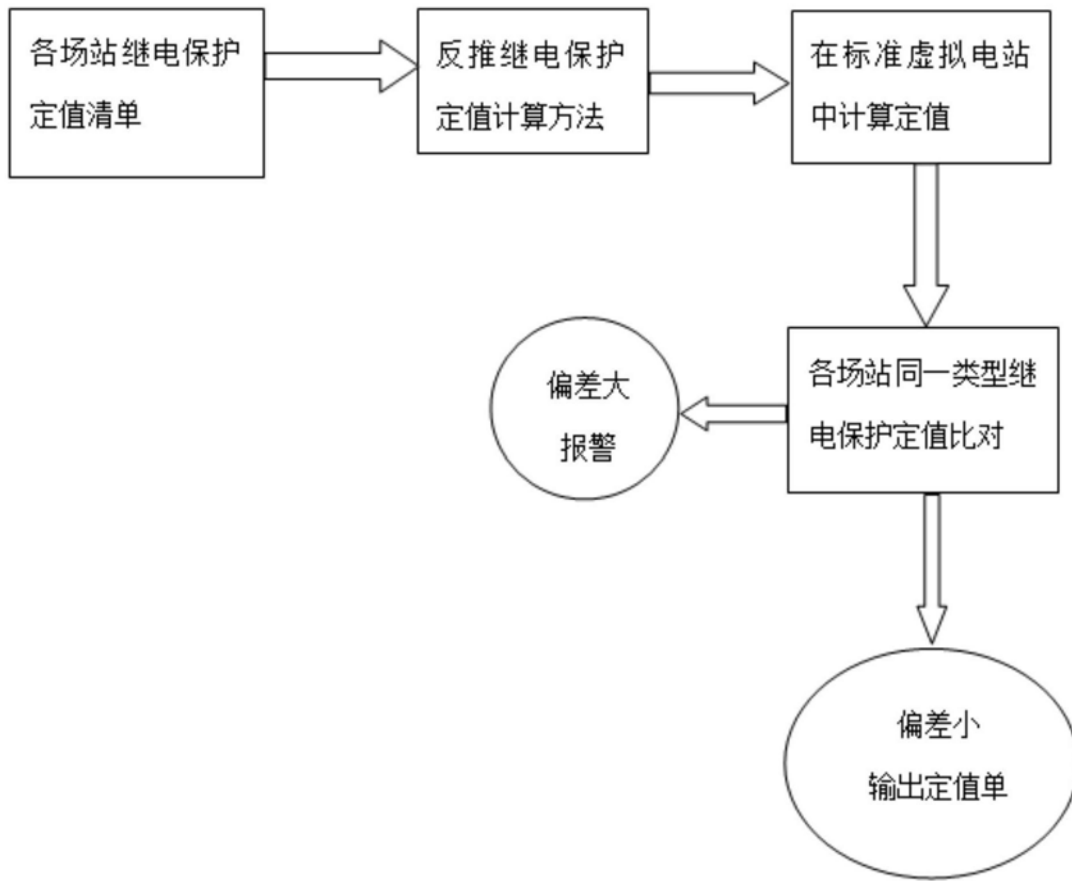 各场站继电保护
定值清单
反推继电保护
定值计算方法
在标准虚拟电站
中计算定值
各场站同一类型继
电保护定值比对
偏差大
报警
偏差小
输出定值单